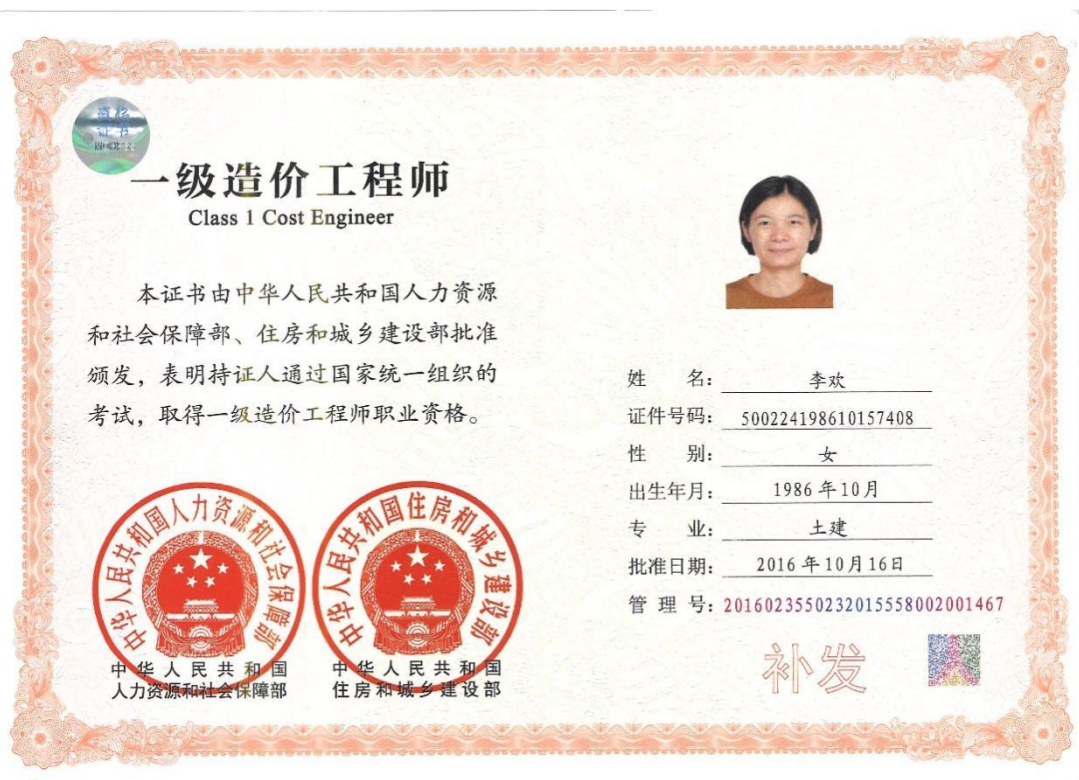 资格
证书
一级造价工程师
Class 1 Cost Engineer
本证书由中华人民共和国人力资源
和社会保障部、住房和城乡建设部批准
颁发，表明持证人通过国家统一组织的
考试，取得一级造价工程师职业资格。
中华人民共和国人力资源和社会保障部
中华人民共和国住房和城乡建设部
中华人民共和国
人力资源和社会保障部
中华人民共和国
住房和城乡建设部
姓 名：李欢
证件号码：500224198610157408
性 别：女
出生年月：1986年10月
专 业：土建
批准日期：2016年10月16日
管 理 号：2016023550232015558002001467
补发